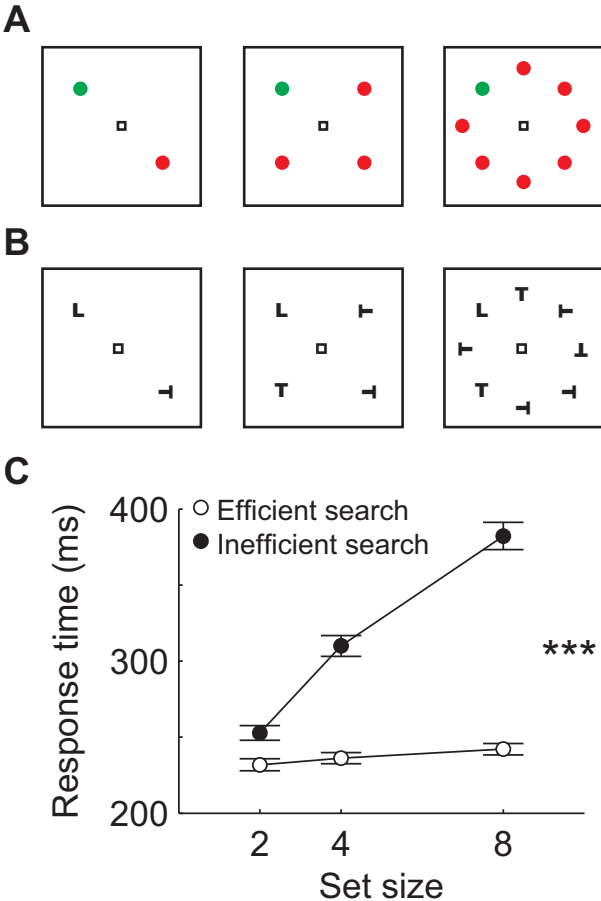 A
B
L
L T
T
L T T
T T
T T
T
C
Efficient search
Inefficient search
Response time (ms)
400
300
200
***
2 4 8
Set size